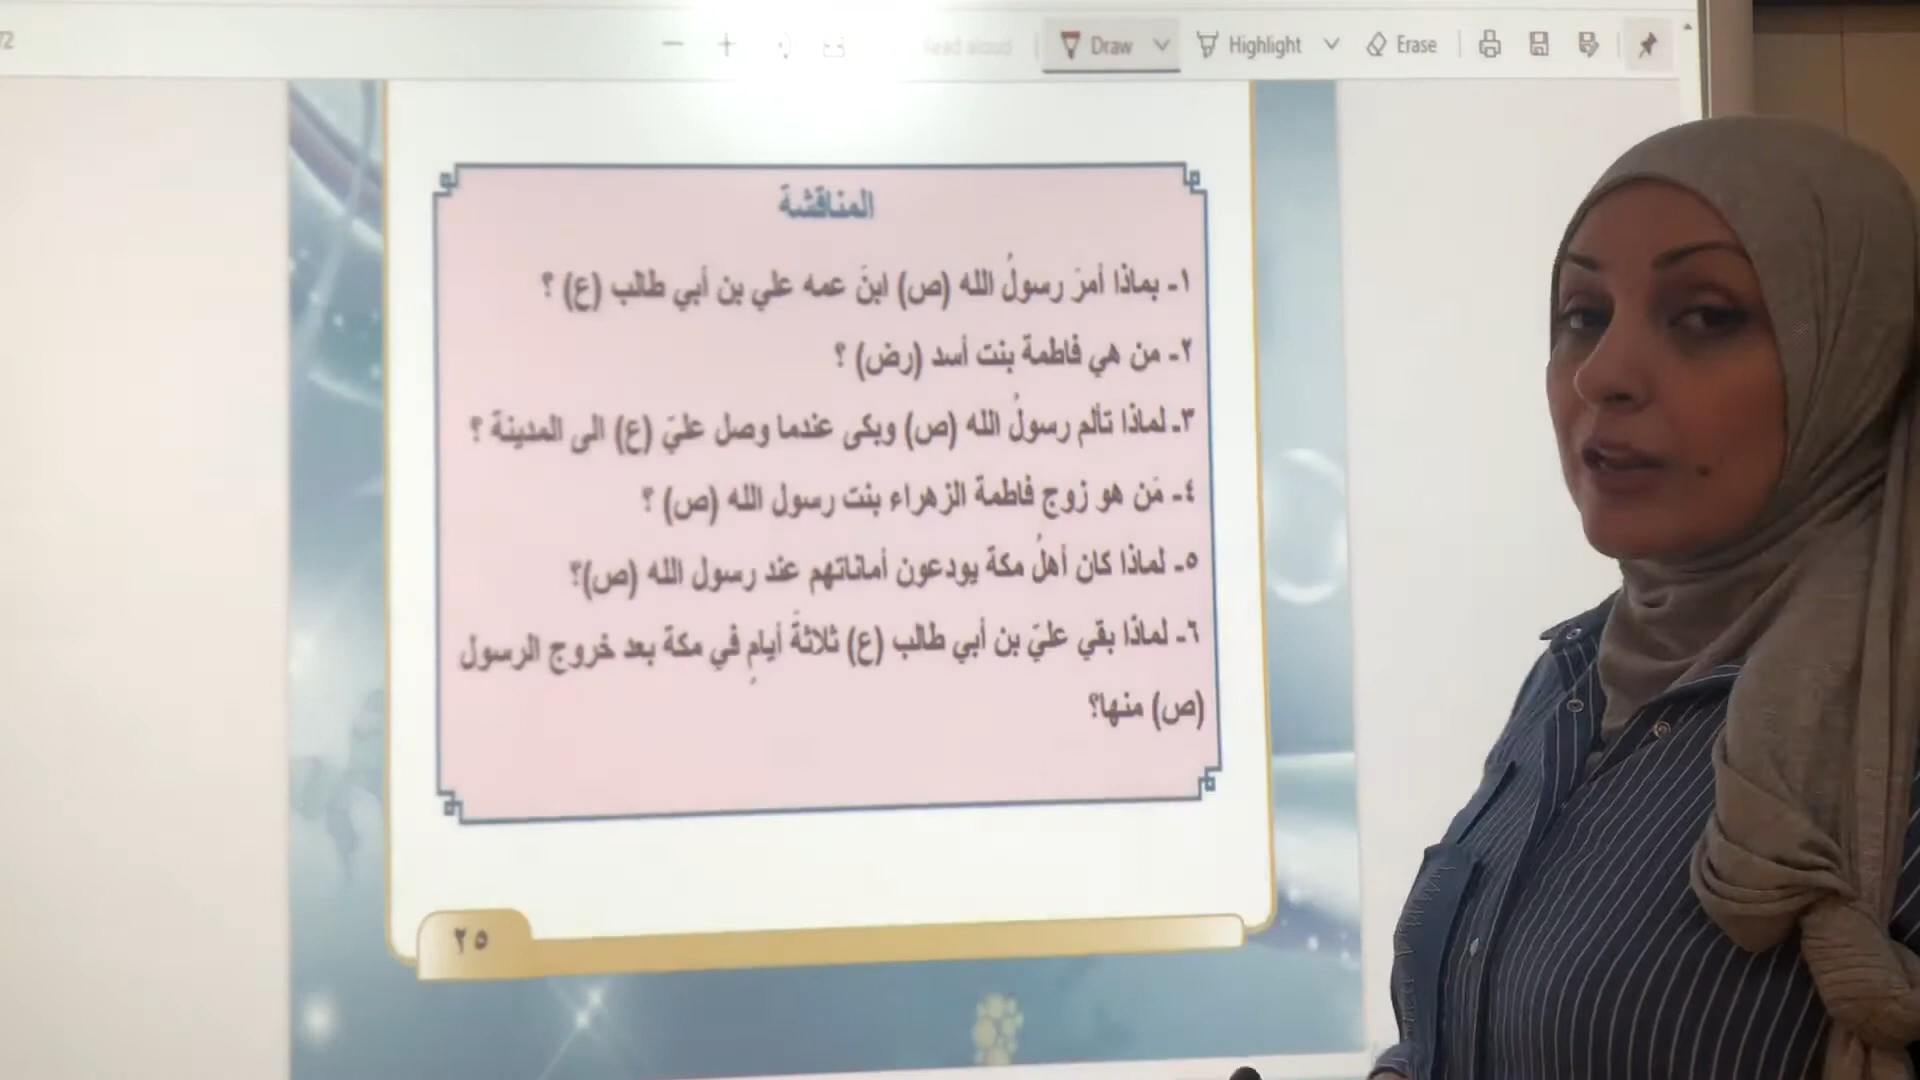 72
Read aloud
Draw
Highlight
Erase
المناقشة
١- بماذا أمرَ رسولُ الله (ص) ابنَ عمه علي بن أبي طالب (ع) ؟
٢- من هي فاطمة بنت أسد (رض) ؟
٣- لماذا تألم رسولُ الله (ص) وبكى عندما وصل عليّ (ع) الى المدينة ؟
٤- مَن هو زوج فاطمة الزهراء بنت رسول الله (ص) ؟
٥- لماذا كان أهلُ مكة يودعون أماناتهم عند رسول الله (ص)؟
٦- لماذا بقي عليّ بن أبي طالب (ع) ثلاثةَ أيامٍ في مكة بعد خروج الرسول
(ص) منها؟
٢٥